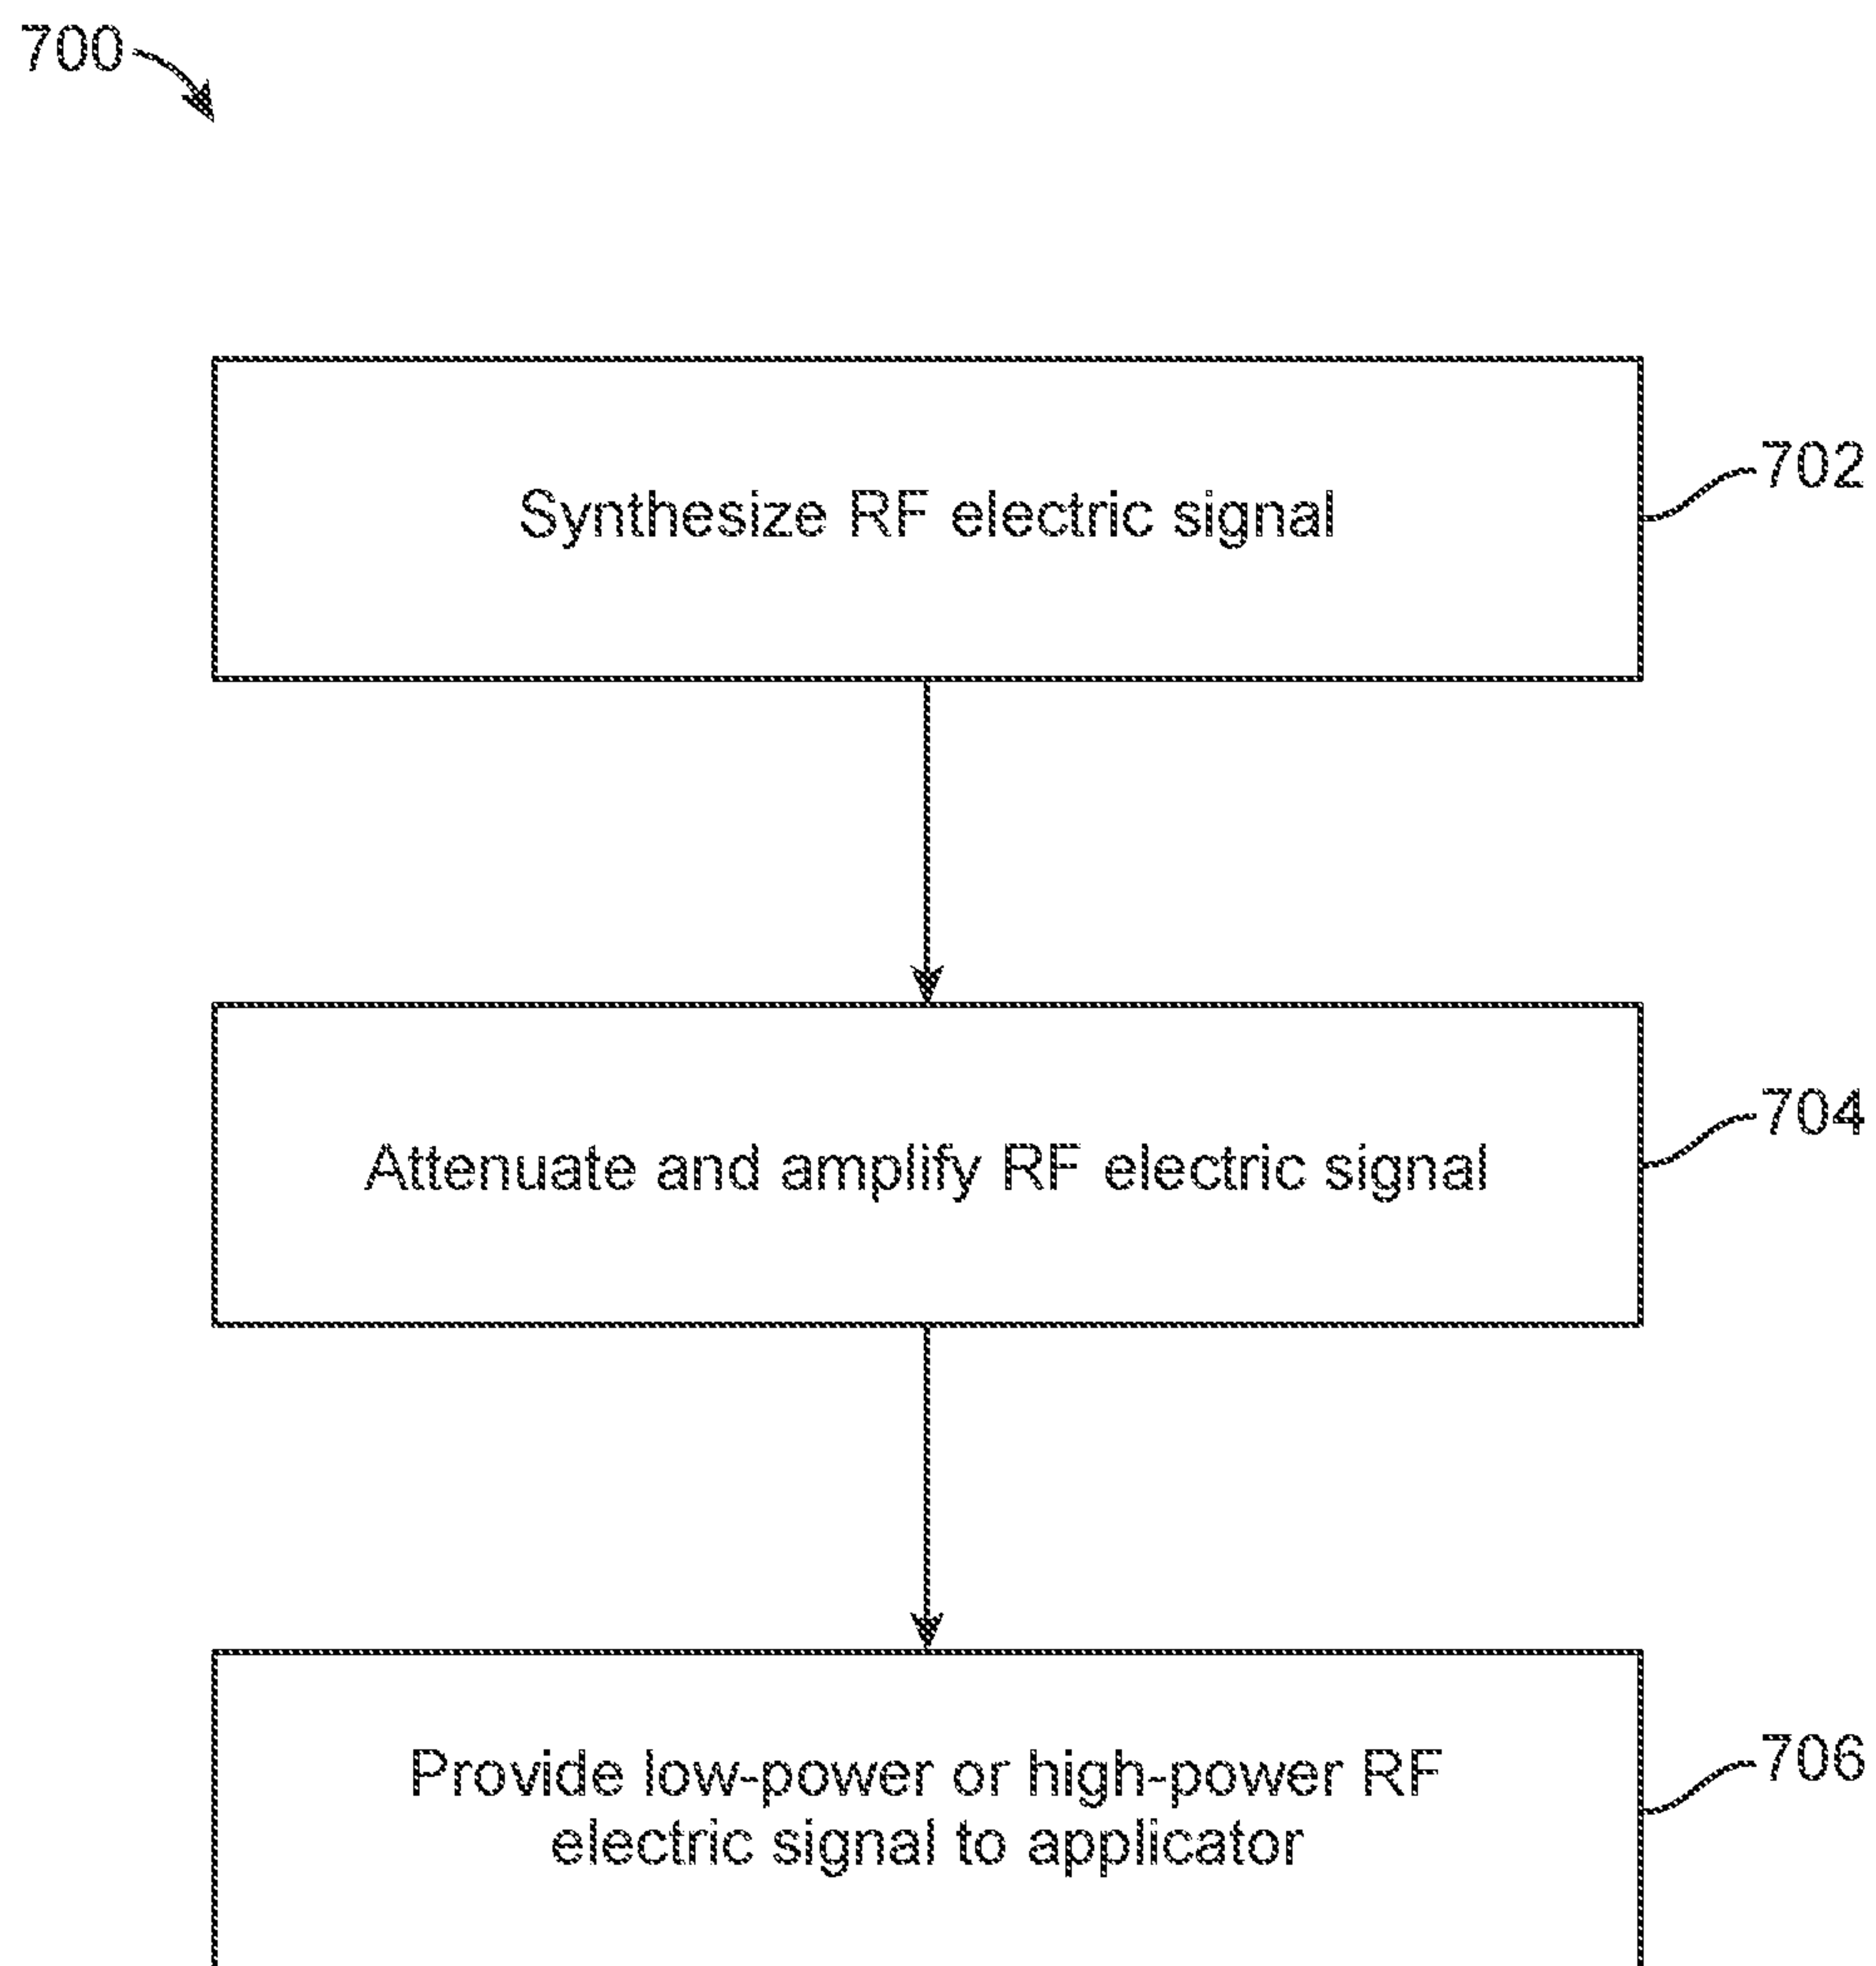 700
Synthesize RF electric signal
702
Attenuate and amplify RF electric signal
704
Provide low-power or high-power RF
electric signal to applicator
706